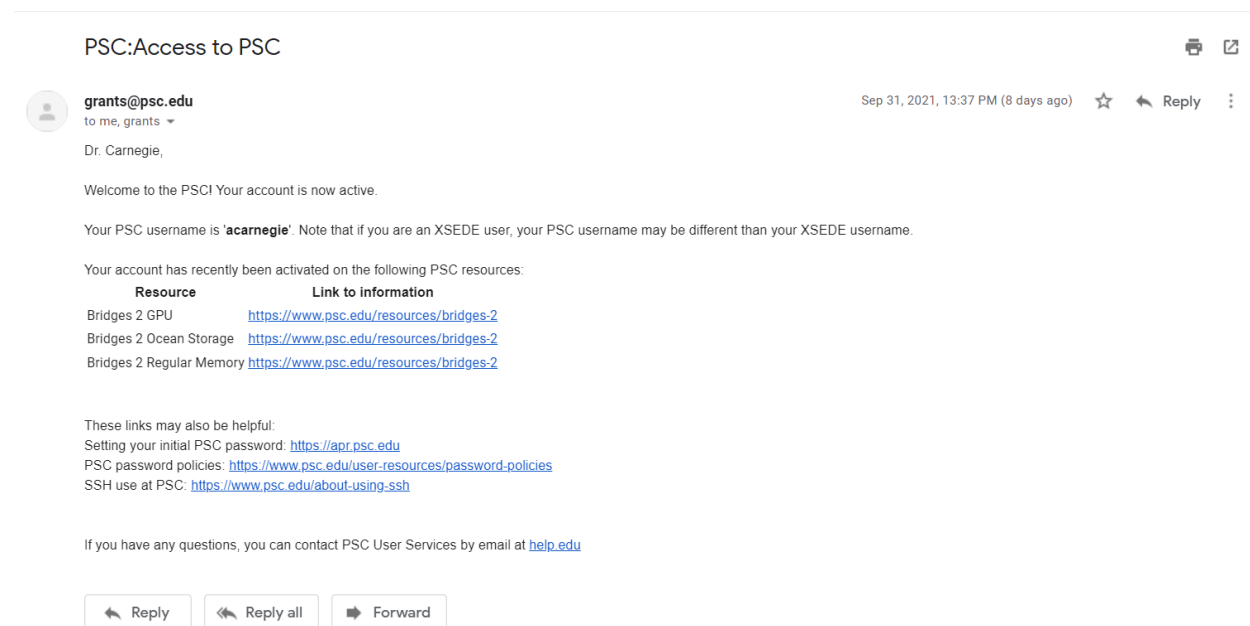 PSC:Access to PSC
grants@psc.edu
Sep 31, 2021, 13:37 PM (8 days ago)
Reply
to me, grants
Dr. Carnegie,
Welcome to the PSC! Your account is now active.
Your PSC username is 'acarnegie'. Note that if you are an XSEDE user, your PSC username may be different than your XSEDE username.
Your account has recently been activated on the following PSC resources:
Resource Link to information
Bridges 2 GPU https://www.psc.edu/resources/bridges-2
Bridges 2 Ocean Storage https://www.psc.edu/resources/bridges-2
Bridges 2 Regular Memory https://www.psc.edu/resources/bridges-2
These links may also be helpful:
Setting your initial PSC password: https://apr.psc.edu
PSC password policies: https://www.psc.edu/user-resources/password-policies
SSH use at PSC: https://www.psc.edu/about-using-ssh
If you have any questions, you can contact PSC User Services by email at help.edu
Reply Reply all Forward